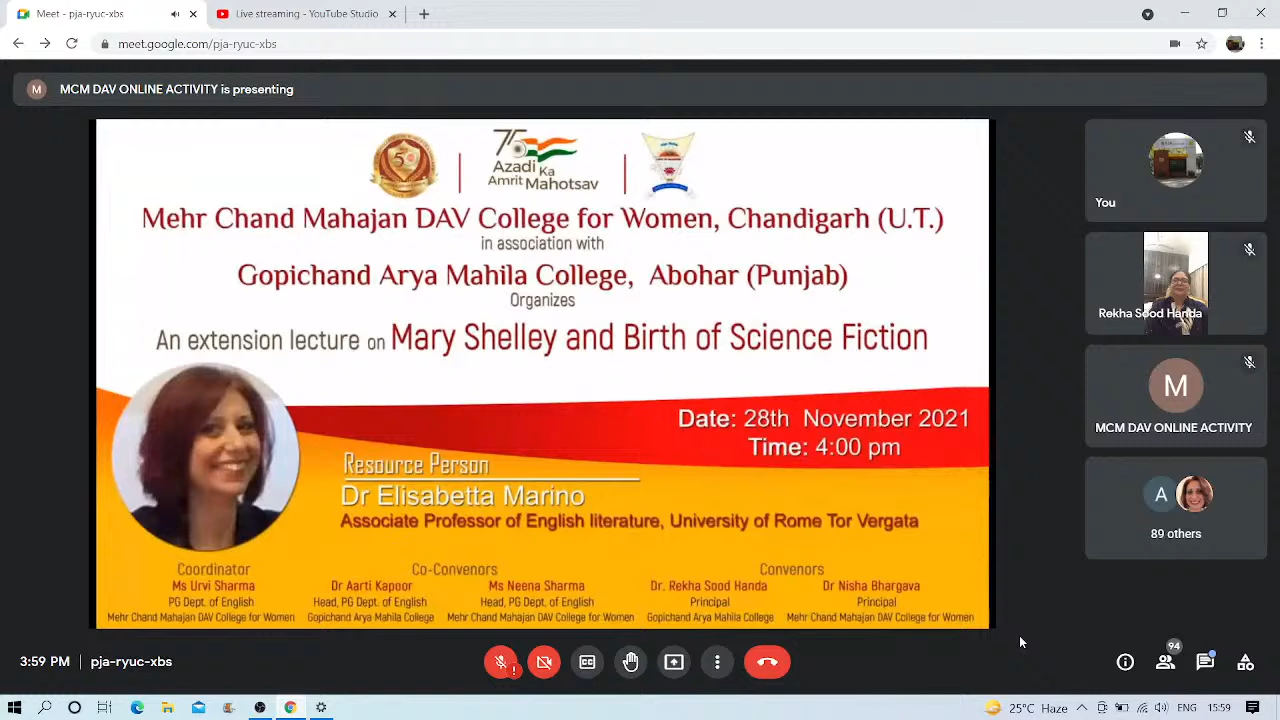 Meet - pja-ryuc-xbs
Live streaming - YouTube Studio
meet.google.com/pja-ryuc-xbs
M
MCM DAV ONLINE ACTIVITY is presenting
50
75
Azadi Ka
Amrit Mahotsav
Mehr Chand Mahajan DAV College for Women, Chandigarh (U.T.)
in association with
Gopichand Arya Mahila College, Abohar (Punjab)
Organizes
An extension lecture on Mary Shelley and Birth of Science Fiction
Date: 28th November 2021
Time: 4:00 pm
Resource Person
Dr Elisabetta Marino
Associate Professor of English literature, University of Rome Tor Vergata
Coordinator
Ms Urvi Sharma
PG Dept. of English
Mehr Chand Mahajan DAV College for Women
Co-Convenors
Dr Aarti Kapoor
Head, PG Dept. of English
Gopichand Arya Mahila College
Ms Neena Sharma
Head, PG Dept. of English
Mehr Chand Mahajan DAV College for Women
Convenors
Dr. Rekha Sood Handa
Principal
Gopichand Arya Mahila College
Dr Nisha Bhargava
Principal
Mehr Chand Mahajan DAV College for Women
You
Rekha Sood Handa
M
MCM DAV ONLINE ACTIVITY
A
89 others
3:59 PM | pja-ryuc-xbs
94
25°C Haze
ENG
15:59